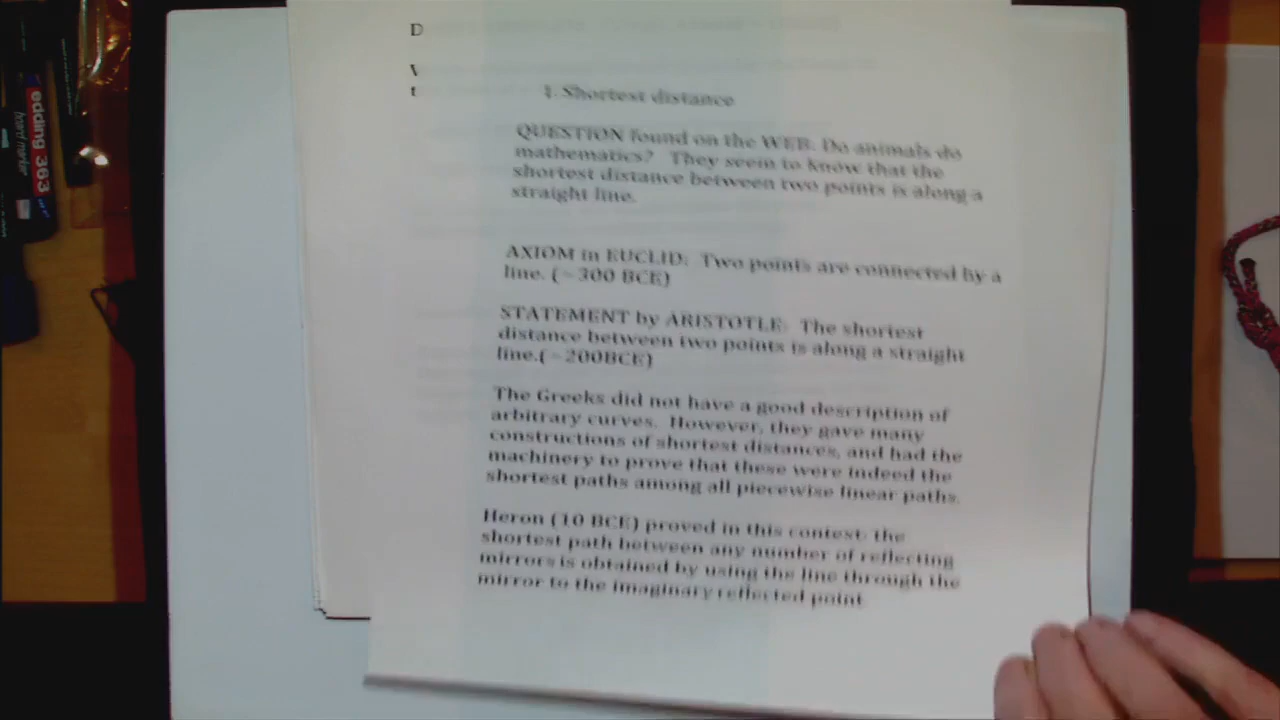 D
V
t
1. Shortest distance
QUESTION found on the WEB: Do animals do
mathematics? They seem to know that the
shortest distance between two points is along a
straight line.
AXIOM in EUCLID: Two points are connected by a
line. (~300 BCE)
STATEMENT by ARISTOTLE: The shortest
distance between two points is along a straight
line.(~200BCE)
The Greeks did not have a good description of
arbitrary curves. However, they gave many
constructions of shortest distances, and had the
machinery to prove that these were indeed the
shortest paths among all piecewise linear paths.
Heron (10 BCE) proved in this context: the
shortest path between any number of reflecting
mirrors is obtained by using the line through the
mirror to the imaginary reflected point
edding 363
board marker